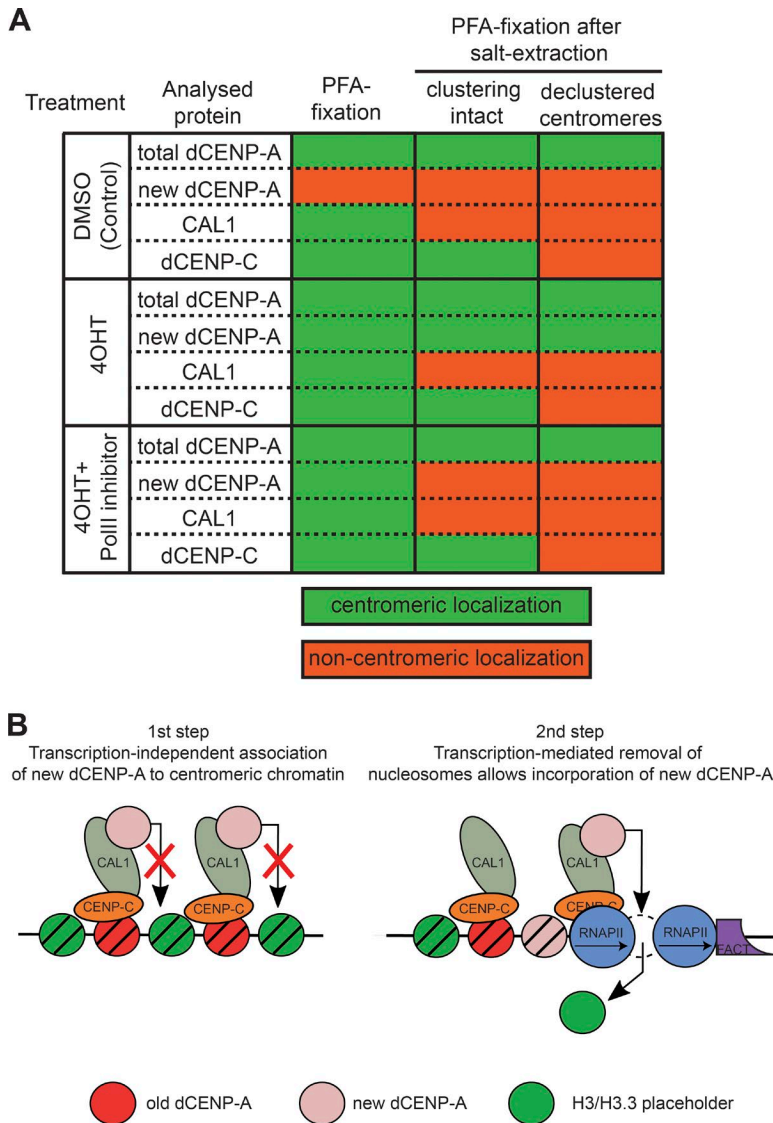 A
PFA-fixation after
salt-extraction
Treatment
Analysed
protein
PFA-
fixation
clustering
intact
declustered
centromeres
DMSO
(Control)
total dCENP-A
new dCENP-A
CAL1
dCENP-C
4OHT
total dCENP-A
new dCENP-A
CAL1
dCENP-C
4OHT+
PolII inhibitor
total dCENP-A
new dCENP-A
CAL1
dCENP-C
centromeric localization
non-centromeric localization
B
1st step
Transcription-independent association
of new dCENP-A to centromeric chromatin
2nd step
Transcription-mediated removal of
nucleosomes allows incorporation of new dCENP-A
CAL1
CAL1
CENP-C
CENP-C
CAL1
CAL1
CENP-C
CENP-C
RNAPII
RNAPII
FACT
old dCENP-A
new dCENP-A
H3/H3.3 placeholder